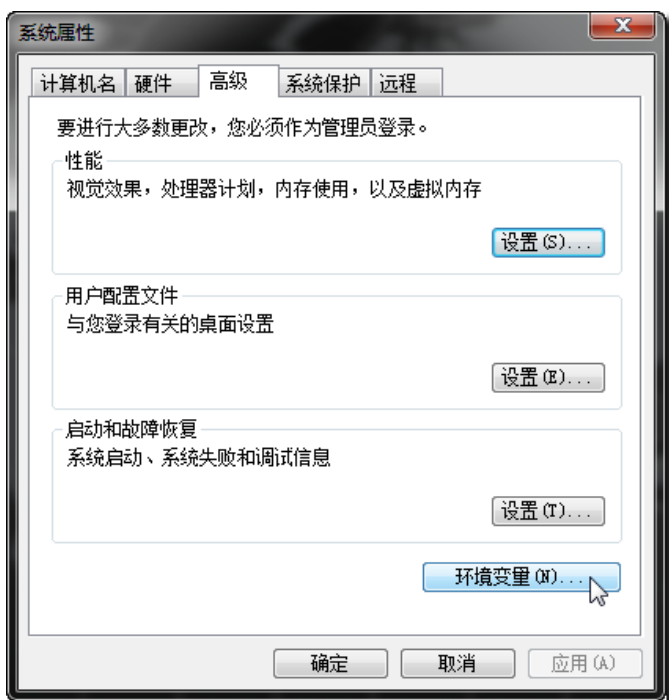 系统属性
计算机名 硬件 高级 系统保护 远程
要进行大多数更改，您必须作为管理员登录。
性能
视觉效果，处理器计划，内存使用，以及虚拟内存
设置(S)...
用户配置文件
与您登录有关的桌面设置
设置(E)...
启动和故障恢复
系统启动、系统失败和调试信息
设置(T)...
环境变量(N)...
确定 取消 应用(A)